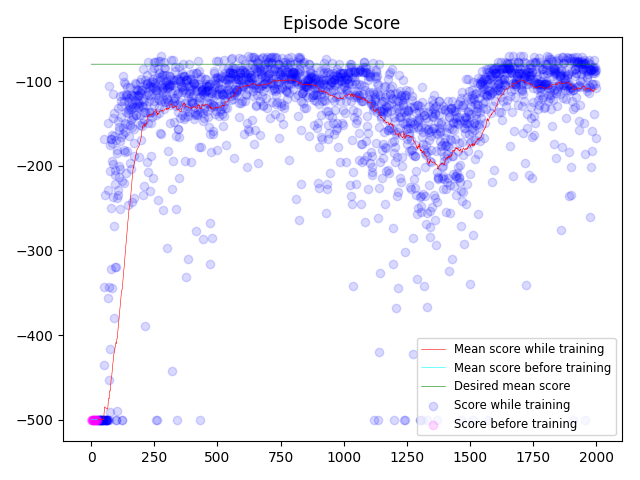 Episode Score
−100
−200
−300
−400
−500
Mean score while training
Mean score before training
Desired mean score
Score while training
Score before training
0 250 500 750 1000 1250 1500 1750 2000